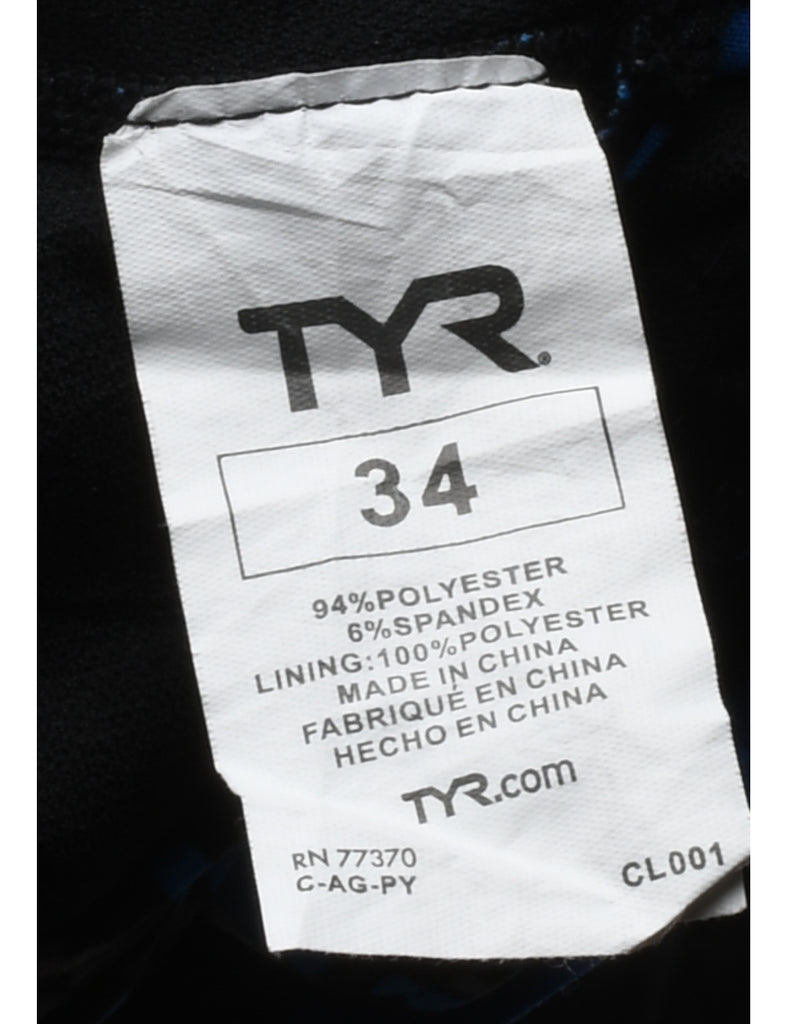 TYR®
34
94%POLYESTER
6%SPANDEX
LINING:100%POLYESTER
MADE IN CHINA
FABRIQUÉ EN CHINA
HECHO EN CHINA
TYR.com
RN 77370
C-AG-PY
CL001